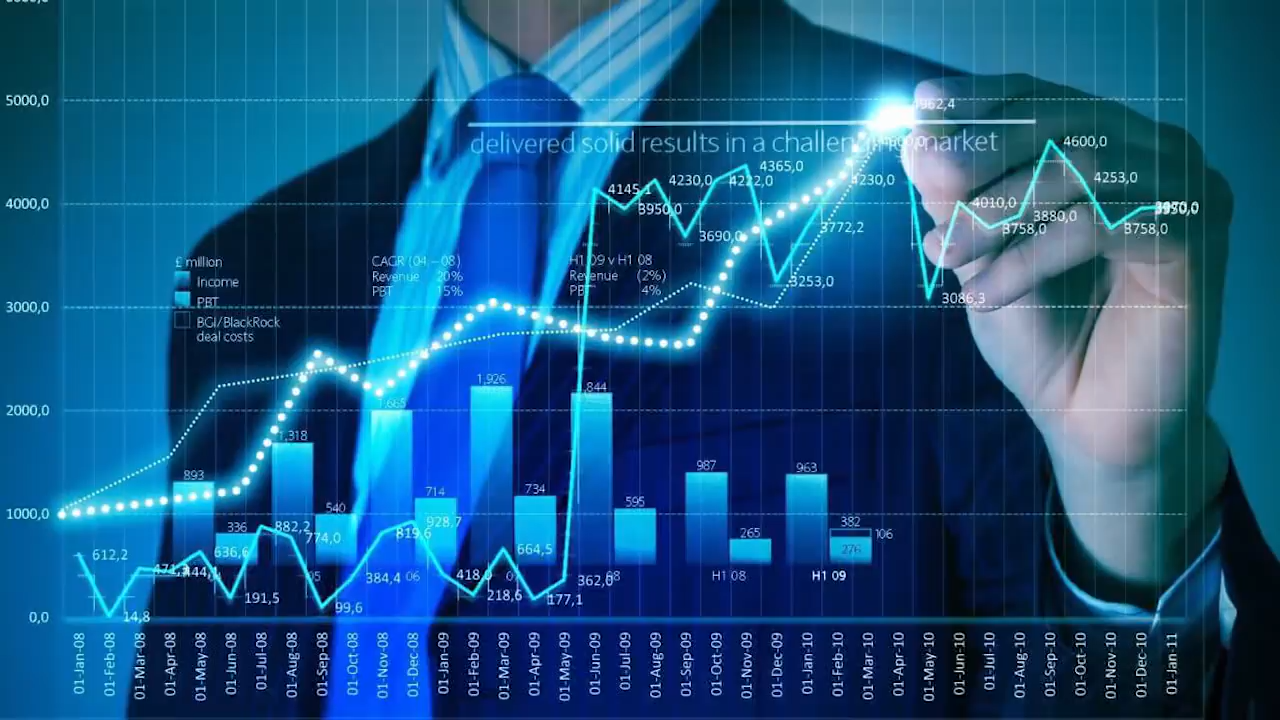 5000,0
4000,0
3000,0
2000,0
1000,0
0,0
delivered solid results in a market
£ million
Income
PBT
BGI/BlackRock
deal costs
CAGR (04 – 08)
Revenue 20%
PBT 15%
H1 09 v H1 08
Revenue (2%)
PBT 4%
4145,1
3950,0
4230,0
3690,0
4222,0
4365,0
3253,0
3772,2
4230,0
3086,3
4010,0
3758,0
3880,0
4600,0
4253,0
3758,0
893
336
1,318
540
714
1,926
734
595
987
265
963
382
106
276
612,2
14,8
636,6
191,5
882,2
774,0
99,6
384,4
819,6
928,7
418,0
218,6
664,5
177,1
362,0
06
H1 08
H1 09
01-Jan-08
01-Feb-08
01-Mar-08
01-Apr-08
01-May-08
01-Jun-08
01-Jul-08
01-Aug-08
01-Sep-08
01-Oct-08
01-Nov-08
01-Dec-08
01-Jan-09
01-Feb-09
01-Mar-09
01-Apr-09
01-May-09
01-Jun-09
01-Jul-09
01-Aug-09
01-Sep-09
01-Oct-09
01-Nov-09
01-Dec-09
01-Jan-10
01-Feb-10
01-Mar-10
01-Apr-10
01-May-10
01-Jun-10
01-Jul-10
01-Aug-10
01-Sep-10
01-Oct-10
01-Nov-10
01-Dec-10
01-Jan-11